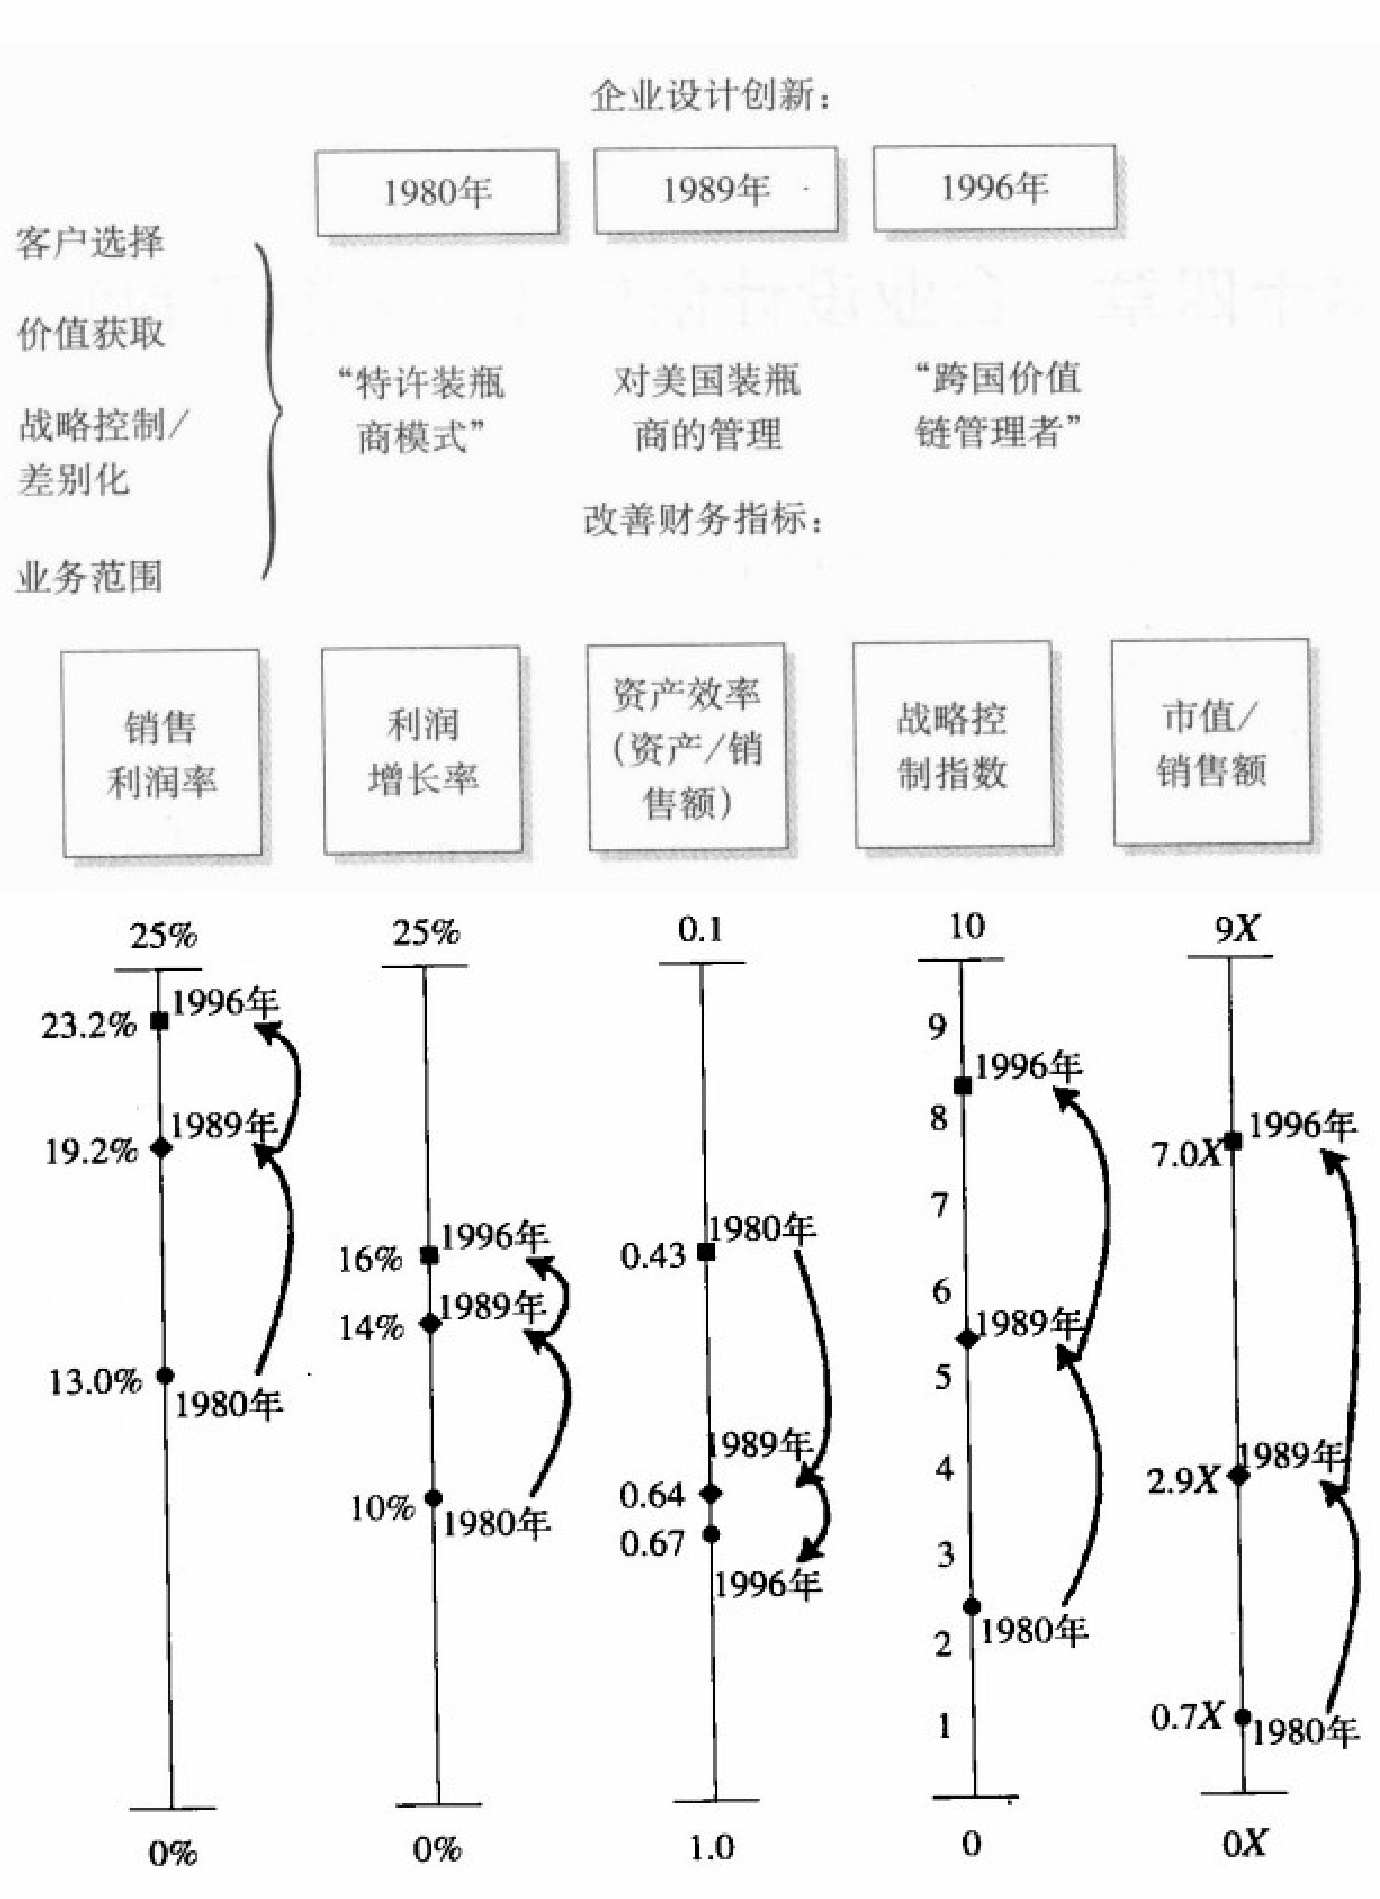 企业设计创新：
1980年 1989年 1996年
客户选择
价值获取
战略控制/
差别化
业务范围
“特许装瓶
商模式”
对美国装瓶
商的管理
“跨国价值
链管理者”
改善财务指标：
销售
利润率
利润
增长率
资产效率
（资产/销
售额）
战略控
制指数
市值/
销售额
25%
1996年
23.2%
1989年
19.2%
13.0%
1980年
0%
25%
1996年
16%
1989年
14%
10%
1980年
0%
0.1
1980年
0.43
1989年
0.64
0.67
1996年
1.0
10
9
1996年
8
7
6
1989年
5
4
3
1980年
2
1
0
9X
1996年
7.0X
1989年
2.9X
0.7X
1980年
0X